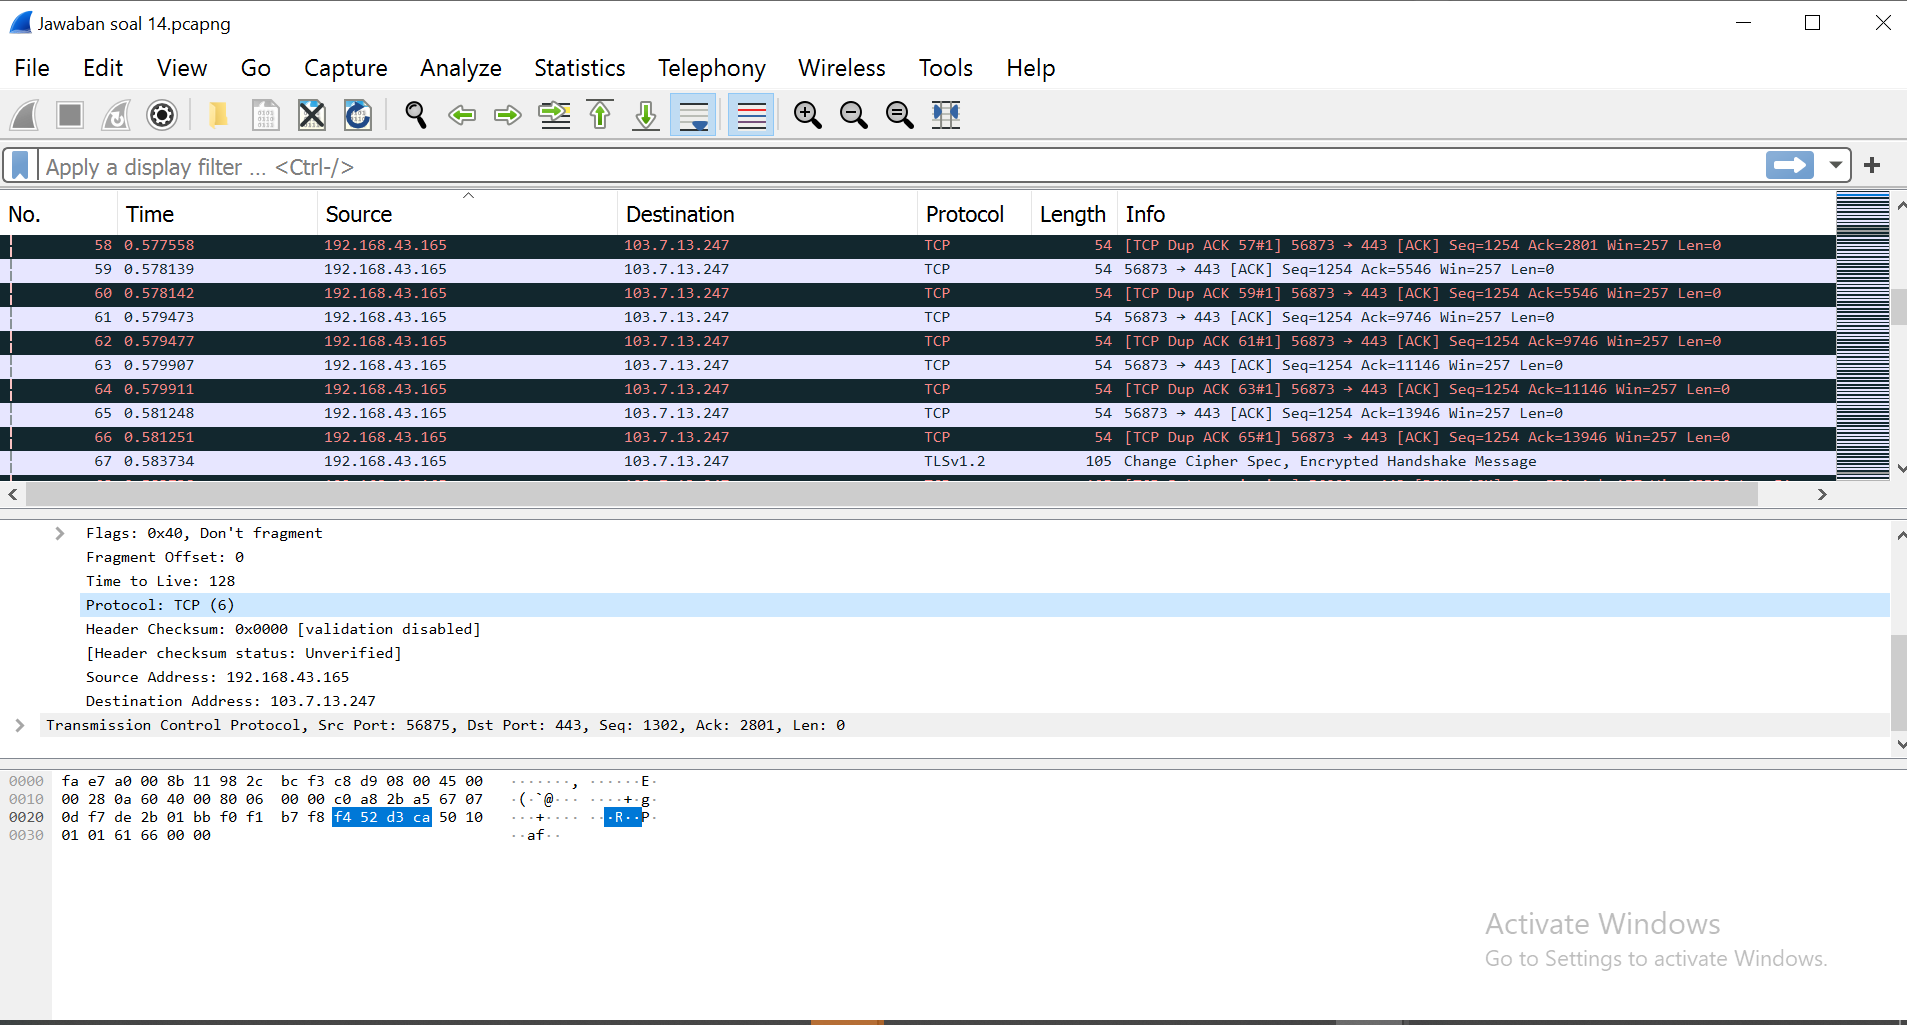 Jawaban soal 14.pcapng
File Edit View Go Capture Analyze Statistics Telephony Wireless Tools Help
Apply a display filter ... <Ctrl-/>
No. Time Source Destination Protocol Length Info
58 0.577558 192.168.43.165 103.7.13.247 TCP 54 [TCP Dup ACK 57#1] 56873 → 443 [ACK] Seq=1254 Ack=2801 Win=257 Len=0
59 0.578139 192.168.43.165 103.7.13.247 TCP 54 56873 → 443 [ACK] Seq=1254 Ack=5546 Win=257 Len=0
60 0.578142 192.168.43.165 103.7.13.247 TCP 54 [TCP Dup ACK 59#1] 56873 → 443 [ACK] Seq=1254 Ack=5546 Win=257 Len=0
61 0.579473 192.168.43.165 103.7.13.247 TCP 54 56873 → 443 [ACK] Seq=1254 Ack=9746 Win=257 Len=0
62 0.579477 192.168.43.165 103.7.13.247 TCP 54 [TCP Dup ACK 61#1] 56873 → 443 [ACK] Seq=1254 Ack=9746 Win=257 Len=0
63 0.579907 192.168.43.165 103.7.13.247 TCP 54 56873 → 443 [ACK] Seq=1254 Ack=11146 Win=257 Len=0
64 0.579911 192.168.43.165 103.7.13.247 TCP 54 [TCP Dup ACK 63#1] 56873 → 443 [ACK] Seq=1254 Ack=11146 Win=257 Len=0
65 0.581248 192.168.43.165 103.7.13.247 TCP 54 56873 → 443 [ACK] Seq=1254 Ack=13946 Win=257 Len=0
66 0.581251 192.168.43.165 103.7.13.247 TCP 54 [TCP Dup ACK 65#1] 56873 → 443 [ACK] Seq=1254 Ack=13946 Win=257 Len=0
67 0.583734 192.168.43.165 103.7.13.247 TLSv1.2 105 Change Cipher Spec, Encrypted Handshake Message
Flags: 0x40, Don't fragment
Fragment Offset: 0
Time to Live: 128
Protocol: TCP (6)
Header Checksum: 0x0000 [validation disabled]
[Header checksum status: Unverified]
Source Address: 192.168.43.165
Destination Address: 103.7.13.247
Transmission Control Protocol, Src Port: 56875, Dst Port: 443, Seq: 1302, Ack: 2801, Len: 0
0000 fa e7 a0 00 8b 11 98 2c bc f3 c8 d9 08 00 45 00 ·······, ······E·
0010 00 28 0a 60 40 00 80 06 00 00 c0 a8 2b a5 67 07 ·(·`@··· ····+·g·
0020 0d f7 de 2b 01 bb f0 f1 b7 f8 f4 52 d3 ca 50 10 ···+···· ···R··P·
0030 01 01 61 66 00 00 ··af··
Activate Windows
Go to Settings to activate Windows.